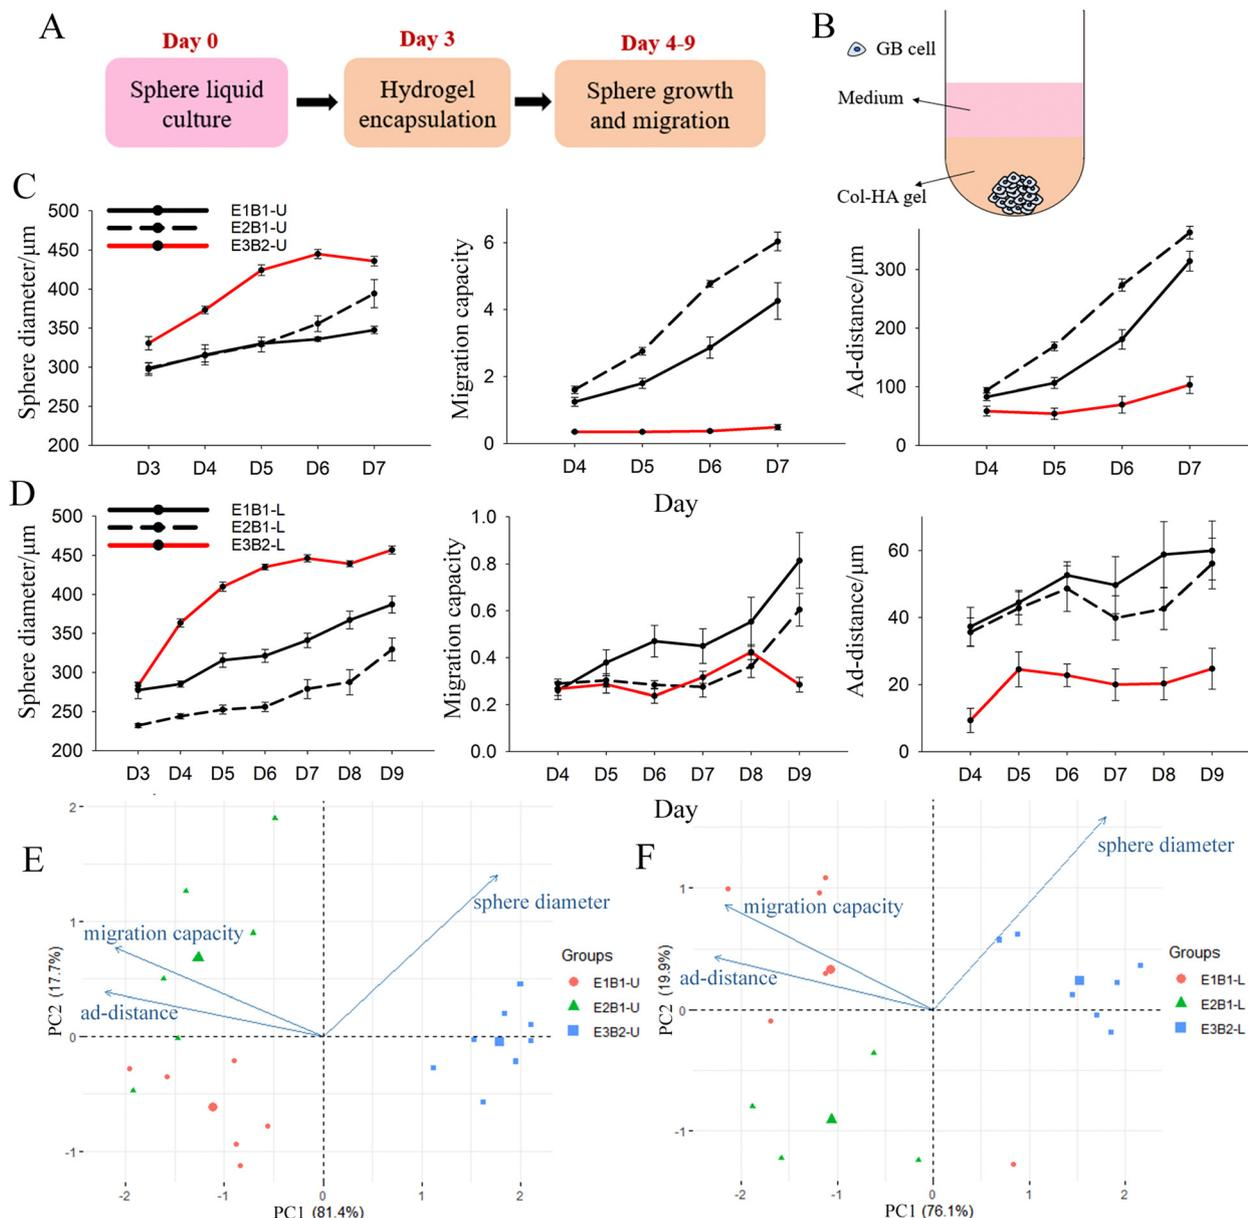 A
Day 0
Day 3
Day 4-9
Sphere liquid
culture
Hydrogel
encapsulation
Sphere growth
and migration
B
GB cell
Medium
Col-HA gel
C
E1B1-U
E2B1-U
E3B2-U
Sphere diameter/µm
500
450
400
350
300
250
200
D3 D4 D5 D6 D7
Migration capacity
6
4
2
0
D4 D5 D6 D7
Ad-distance/µm
300
200
100
0
D4 D5 D6 D7
Day
D
E1B1-L
E2B1-L
E3B2-L
Sphere diameter/µm
500
450
400
350
300
250
200
D3 D4 D5 D6 D7 D8 D9
Migration capacity
1.0
0.8
0.6
0.4
0.2
0.0
D4 D5 D6 D7 D8 D9
Ad-distance/µm
60
40
20
0
D4 D5 D6 D7 D8 D9
Day
E
PC2 (17.7%)
2
1
0
-1
sphere diameter
migration capacity
ad-distance
Groups
E1B1-U
E2B1-U
E3B2-U
-2 -1 0 1 2
PC1 (81.4%)
F
PC2 (19.9%)
1
0
-1
sphere diameter
migration capacity
ad-distance
Groups
E1B1-L
E2B1-L
E3B2-L
-2 -1 0 1 2
PC1 (76.1%)